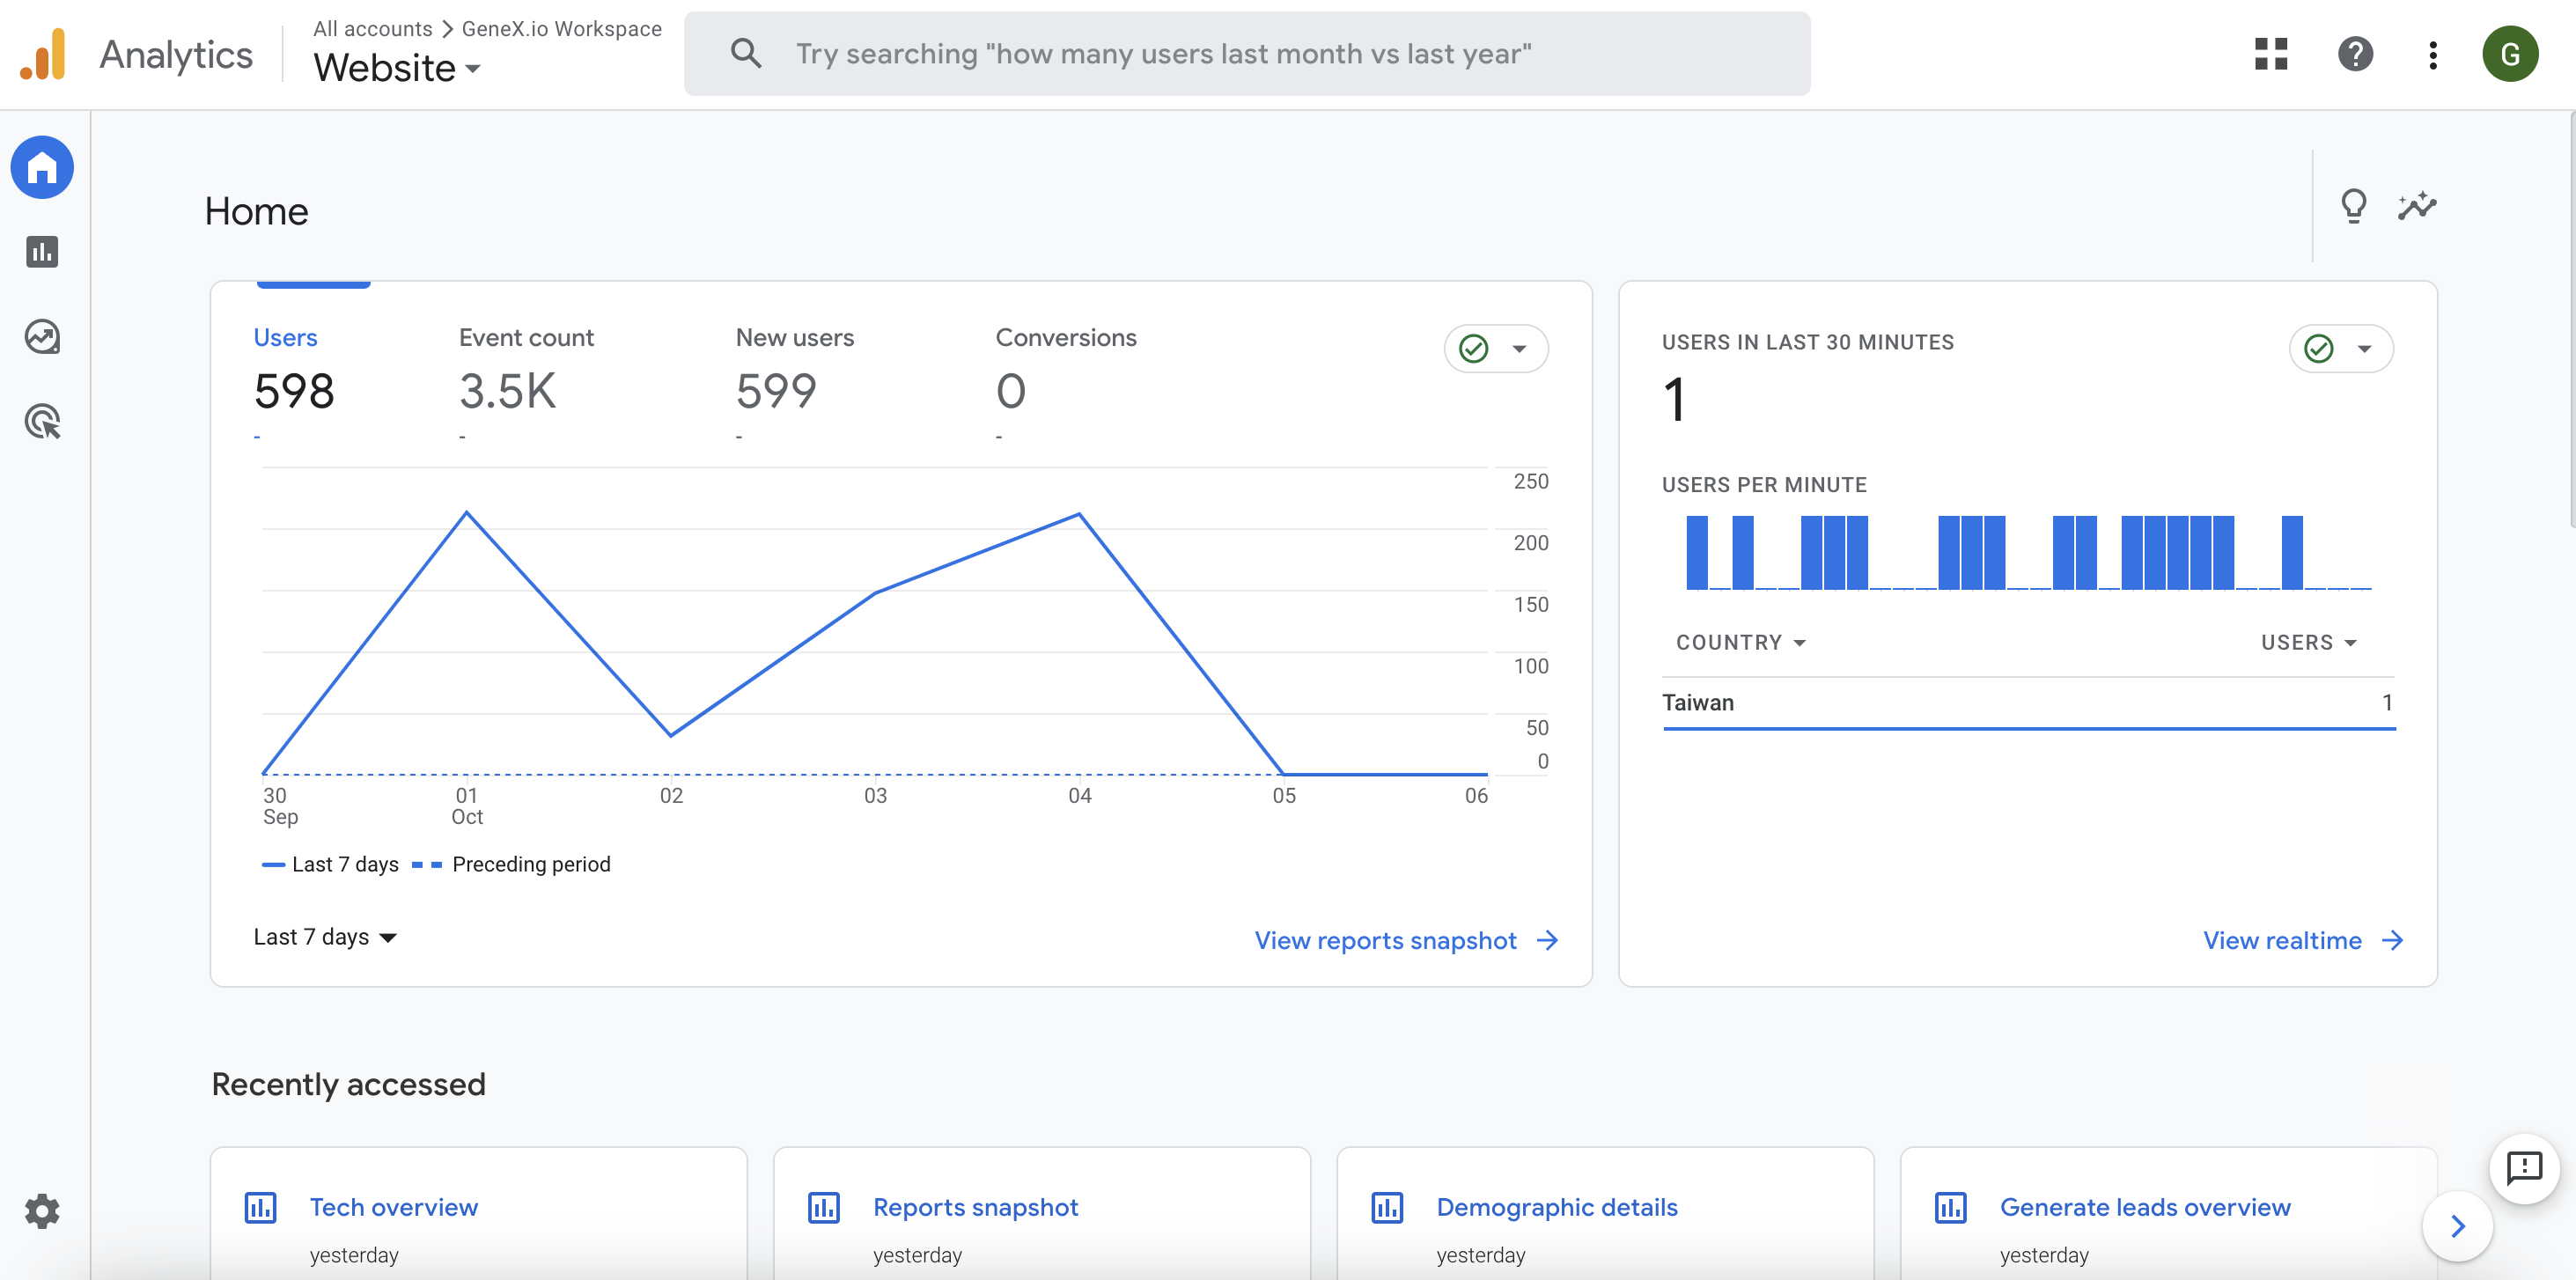 Analytics
All accounts > GeneX.io Workspace
Website
Try searching "how many users last month vs last year"
G
Home
Users
598
-
Event count
3.5K
-
New users
599
-
Conversions
0
-
250
200
150
100
50
0
30 Sep
01 Oct
02
03
04
05
06
Last 7 days
Preceding period
Last 7 days
View reports snapshot
USERS IN LAST 30 MINUTES
1
USERS PER MINUTE
COUNTRY
USERS
Taiwan
1
View realtime
Recently accessed
Tech overview
yesterday
Reports snapshot
yesterday
Demographic details
yesterday
Generate leads overview
yesterday